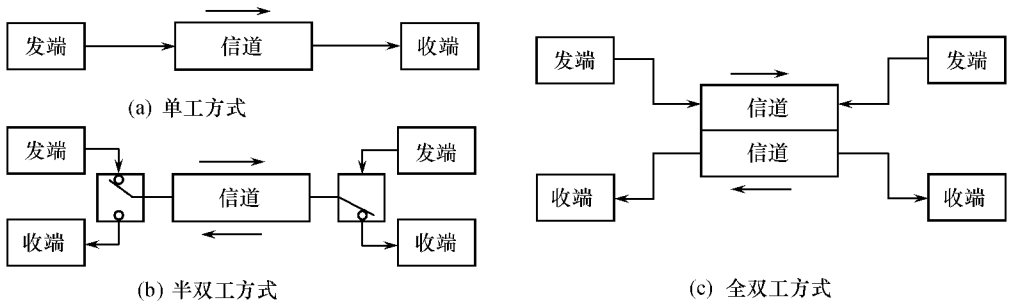 发端 信道 收端
(a) 单工方式
发端 发端
信道
收端 收端
(b) 半双工方式
发端 发端
信道
信道
收端 收端
(c) 全双工方式